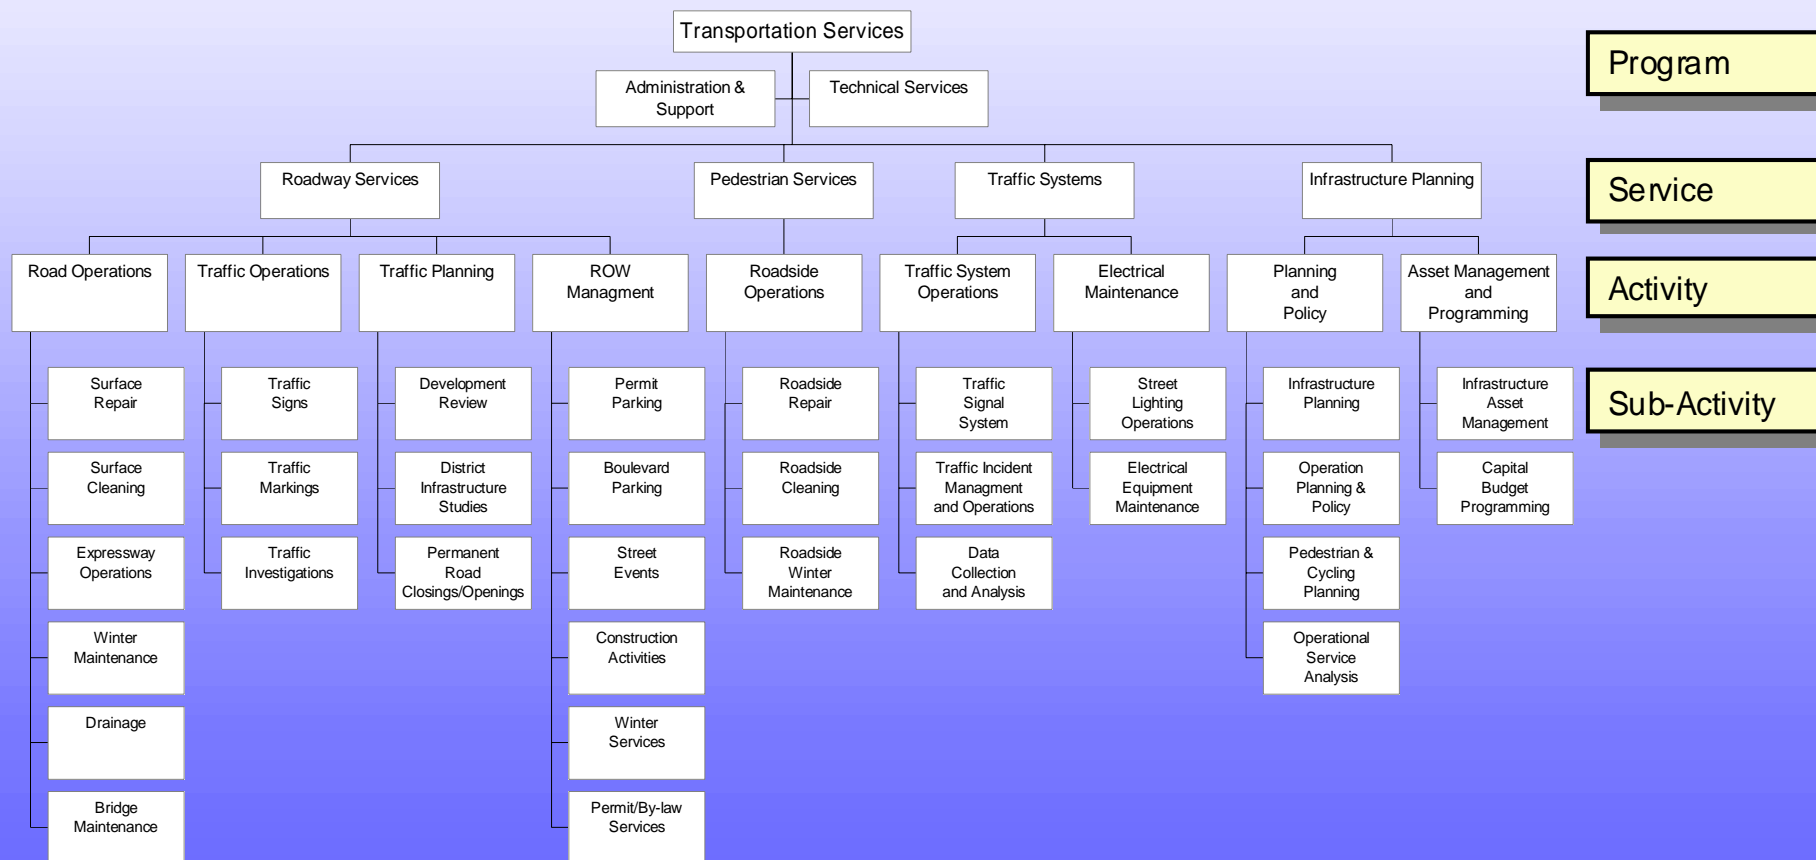 Transportation Services
Program
Administration &
Support
Technical Services
Roadway Services
Pedestrian Services
Traffic Systems
Infrastructure Planning
Service
Road Operations
Traffic Operations
Traffic Planning
ROW
Managment
Roadside
Operations
Traffic System
Operations
Electrical
Maintenance
Planning
and
Policy
Asset Management
and
Programming
Activity
Surface
Repair
Traffic
Signs
Development
Review
Permit
Parking
Roadside
Repair
Traffic
Signal
System
Street
Lighting
Operations
Infrastructure
Planning
Infrastructure
Asset
Management
Sub-Activity
Surface
Cleaning
Traffic
Markings
District
Infrastructure
Studies
Boulevard
Parking
Roadside
Cleaning
Traffic Incident
Managment
and Operations
Electrical
Equipment
Maintenance
Operation
Planning &
Policy
Capital
Budget
Programming
Expressway
Operations
Traffic
Investigations
Permanent
Road
Closings/Openings
Street
Events
Roadside
Winter
Maintenance
Data
Collection
and Analysis
Pedestrian &
Cycling
Planning
Winter
Maintenance
Construction
Activities
Operational
Service
Analysis
Drainage
Winter
Services
Bridge
Maintenance
Permit/By-law
Services